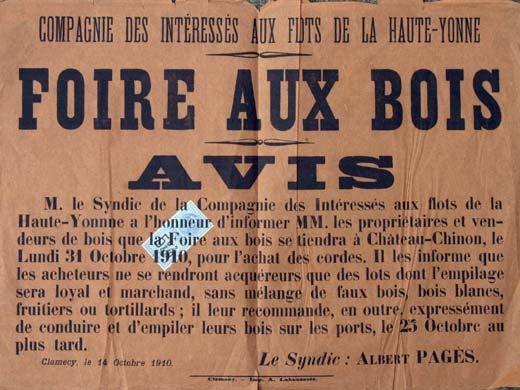 COMPAGNIE DES INTÉRESSÉS AUX FLOTS DE LA HAUTE-YONNE
FOIRE AUX BOIS
AVIS
M. le Syndic de la Compagnie des Intéressés aux flots de la
Haute-Yonnne a l'honneur d'informer MM. les propriétaires et ven-
deurs de bois que la Foire aux bois se tiendra à Château-Chinon, le
Lundi 31 Octobre 1910, pour l'achat des cordes. Il les informe que
les acheteurs ne se rendront acquéreurs que des lots dont l'empilage
sera loyal et marchand, sans mélange de faux bois, bois blancs,
fruitiers ou tortillards ; il leur recommande, en outre, expressément
de conduire et d'empiler leurs bois sur les ports, le 25 Octobre au
plus tard.
Clamecy, le 14 Octobre 1910.
Le Syndic : ALBERT PAGÈS.
Clamecy. — Imp. A.